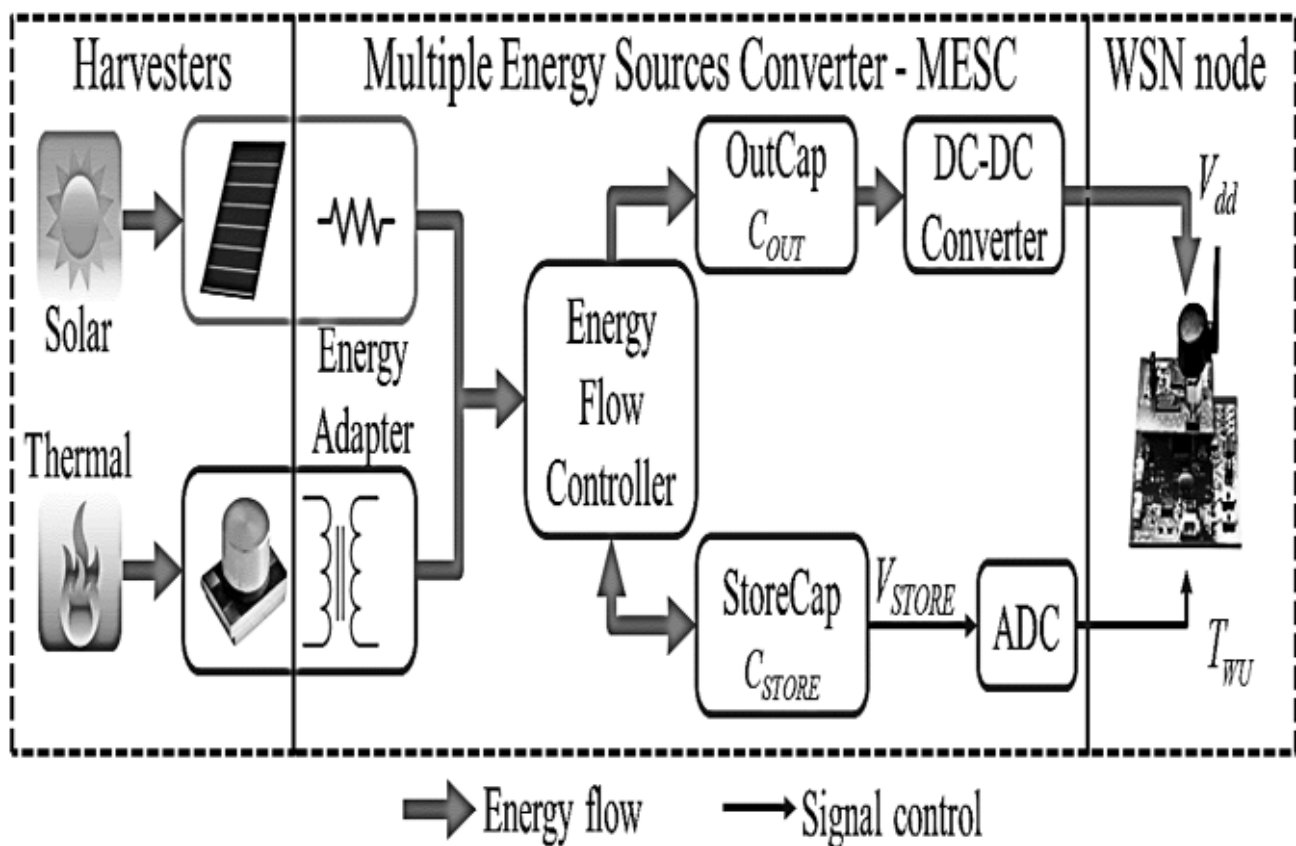 Harvesters
Multiple Energy Sources Converter - MESC
WSN node
Solar
Thermal
Energy
Adapter
Energy
Flow
Controller
OutCap
C_OUT
DC-DC
Converter
V_dd
StoreCap
C_STORE
V_STORE
ADC
T_WU
Energy flow
Signal control